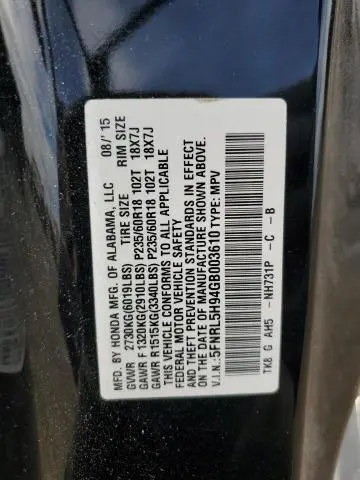 MFD. BY HONDA MFG. OF ALABAMA, LLC 08/'15
GVWR 2730KG(6019LBS) TIRE SIZE RIM SIZE
GAWR F 1320KG(2910LBS) P235/60R18 102T 18X7J
GAWR R 1515KG(3340LBS) P235/60R18 102T 18X7J
THIS VEHICLE CONFORMS TO ALL APPLICABLE
FEDERAL MOTOR VEHICLE SAFETY
AND THEFT PREVENTION STANDARDS IN EFFECT
ON THE DATE OF MANUFACTURE SHOWN ABOVE.
V.I.N.: 5FNRL5H94GB003610 TYPE: MPV
TK8 G AH5 - NH731P - C - B